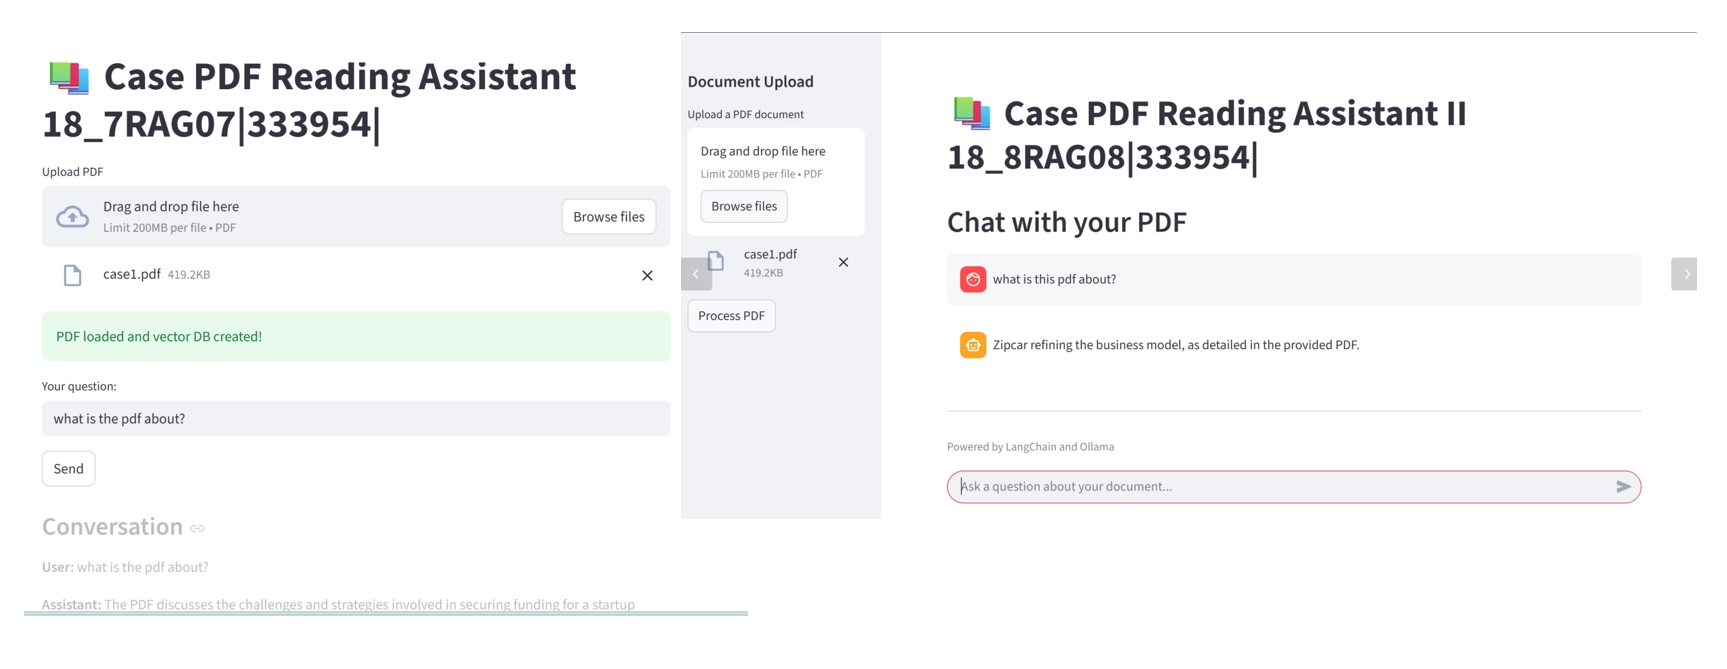 Case PDF Reading Assistant
18_7RAG07|333954|
Upload PDF
Drag and drop file here
Limit 200MB per file • PDF
Browse files
case1.pdf 419.2KB
PDF loaded and vector DB created!
Your question:
what is the pdf about?
Send
Conversation
User: what is the pdf about?
Assistant: The PDF discusses the challenges and strategies involved in securing funding for a startup
Document Upload
Upload a PDF document
Drag and drop file here
Limit 200MB per file • PDF
Browse files
case1.pdf
419.2KB
Process PDF
Case PDF Reading Assistant II
18_8RAG08|333954|
Chat with your PDF
what is this pdf about?
Zipcar refining the business model, as detailed in the provided PDF.
Powered by LangChain and Ollama
Ask a question about your document...